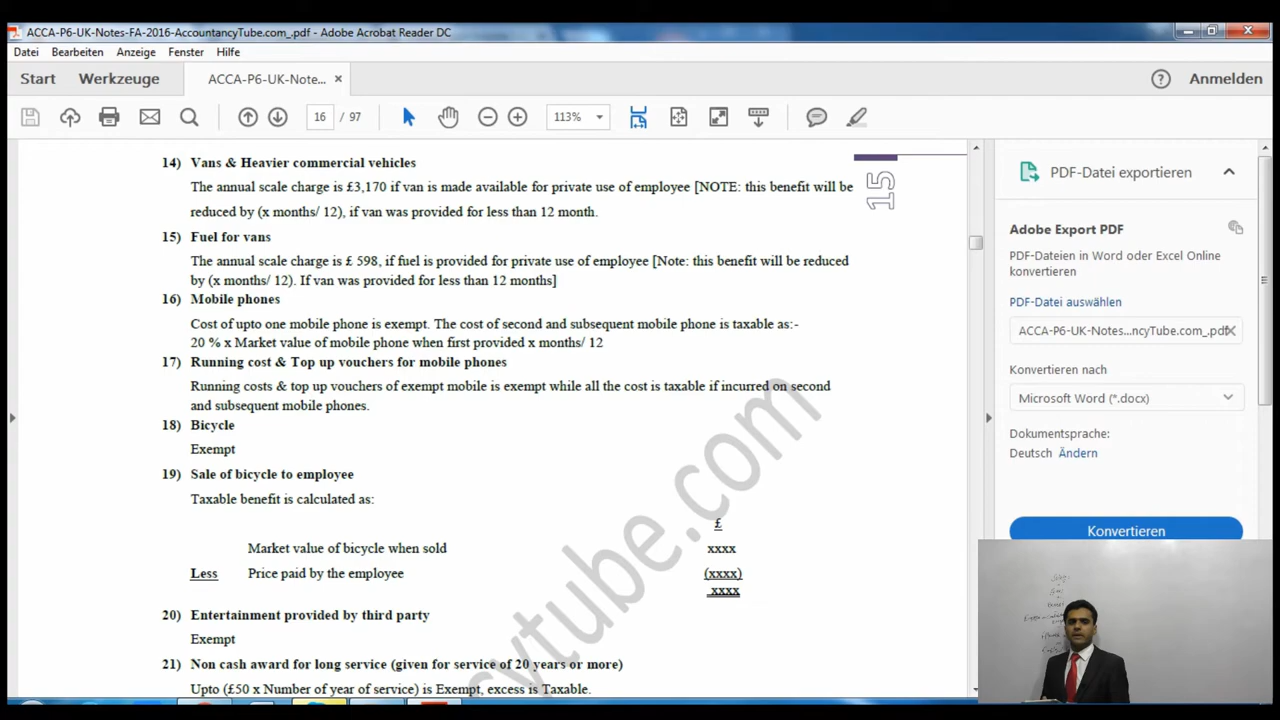 ACCA-P6-UK-Notes-FA-2016-AccountancyTube.com_.pdf - Adobe Acrobat Reader DC
Datei Bearbeiten Anzeige Fenster Hilfe
Start Werkzeuge ACCA-P6-UK-Note... × ? Anmelden
16 / 97 113%
14) Vans & Heavier commercial vehicles
The annual scale charge is £3,170 if van is made available for private use of employee [NOTE: this benefit will be
reduced by (x months/ 12), if van was provided for less than 12 month.
15
15) Fuel for vans
The annual scale charge is £ 598, if fuel is provided for private use of employee [Note: this benefit will be reduced
by (x months/ 12). If van was provided for less than 12 months]
16) Mobile phones
Cost of upto one mobile phone is exempt. The cost of second and subsequent mobile phone is taxable as:-
20 % x Market value of mobile phone when first provided x months/ 12
17) Running cost & Top up vouchers for mobile phones
Running costs & top up vouchers of exempt mobile is exempt while all the cost is taxable if incurred on second
and subsequent mobile phones.
18) Bicycle
Exempt
19) Sale of bicycle to employee
Taxable benefit is calculated as:
£
Market value of bicycle when sold xxxx
Less Price paid by the employee (xxxx)
xxxx
20) Entertainment provided by third party
Exempt
21) Non cash award for long service (given for service of 20 years or more)
Upto (£50 x Number of year of service) is Exempt, excess is Taxable.
cytube.com
PDF-Datei exportieren
Adobe Export PDF
PDF-Dateien in Word oder Excel Online
konvertieren
PDF-Datei auswählen
ACCA-P6-UK-Notes...ncyTube.com_.pdf ×
Konvertieren nach
Microsoft Word (*.docx)
Dokumentsprache:
Deutsch Ändern
Konvertieren